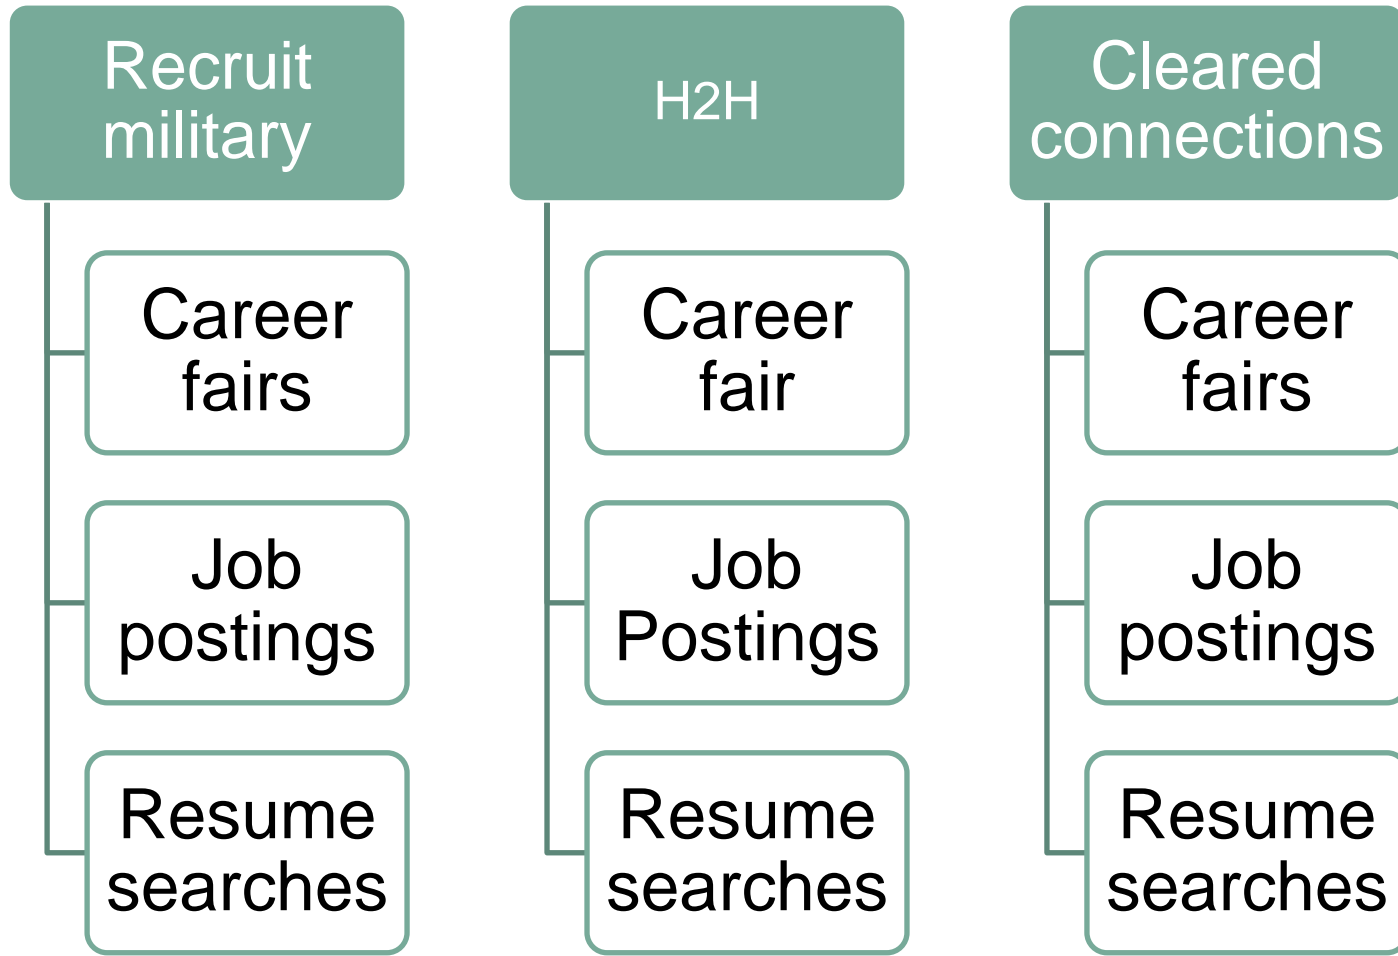 Recruit
military
Career
fairs
Job
postings
Resume
searches
H2H
Career
fair
Job
Postings
Resume
searches
Cleared
connections
Career
fairs
Job
postings
Resume
searches